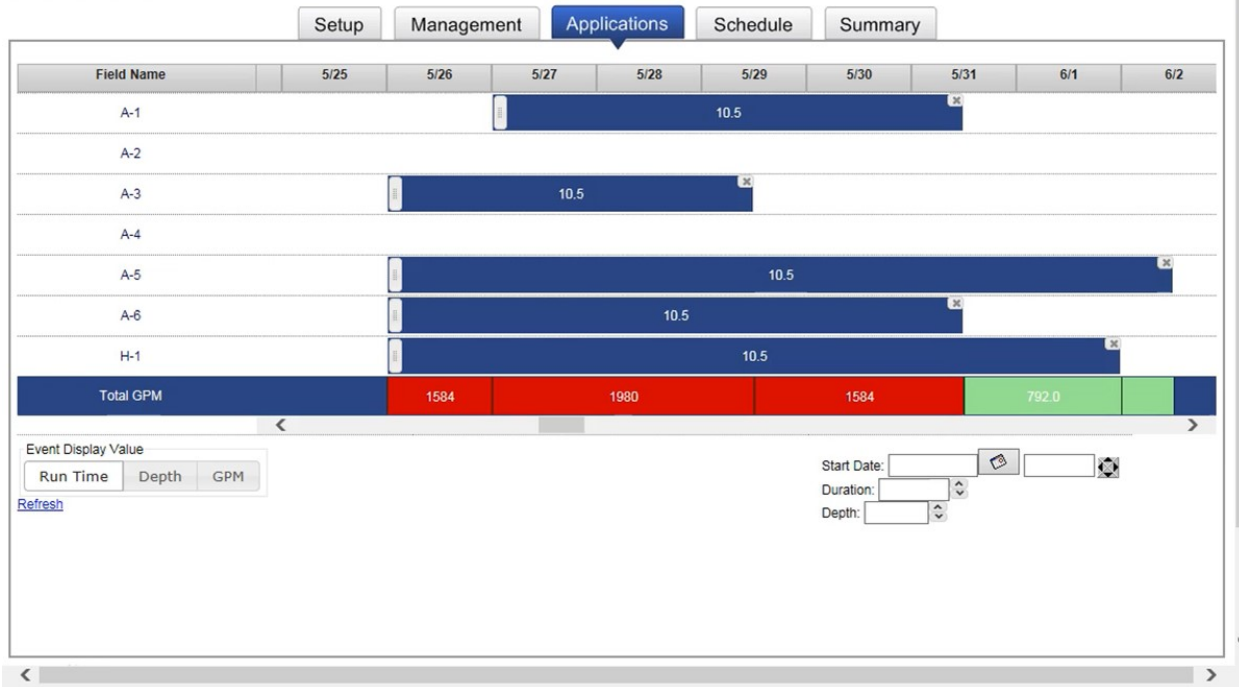 Setup Management Applications Schedule Summary
Field Name 5/25 5/26 5/27 5/28 5/29 5/30 5/31 6/1 6/2
A-1 10.5
A-2
A-3 10.5
A-4
A-5 10.5
A-6 10.5
H-1 10.5
Total GPM 1584 1980 1584 792.0
Event Display Value
Run Time Depth GPM
Refresh
Start Date:
Duration:
Depth: